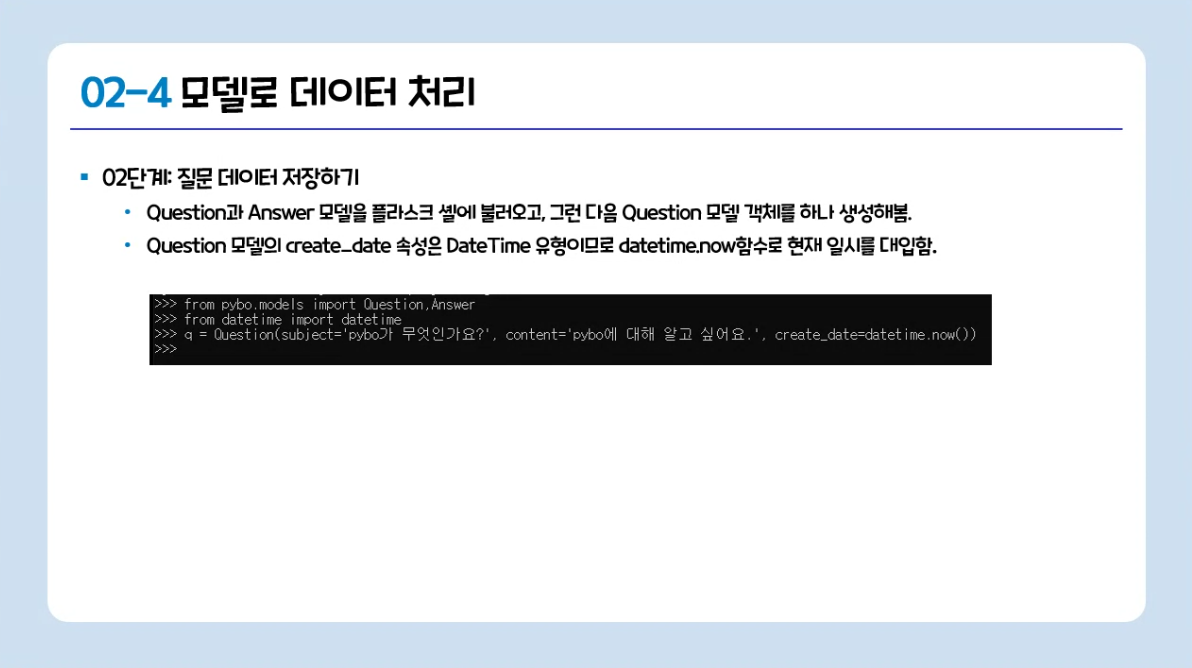 02-4 모델로 데이터 처리
02단계: 질문 데이터 저장하기
Question과 Answer 모델을 플라스크 셸에 불러오고, 그런 다음 Question 모델 객체를 하나 생성해봄.
Question 모델의 create_date 속성은 DateTime 유형이므로 datetime.now함수로 현재 일시를 대입함.
>>> from pybo.models import Question,Answer
>>> from datetime import datetime
>>> q = Question(subject='pybo가 무엇인가요?', content='pybo에 대해 알고 싶어요.', create_date=datetime.now())
>>>